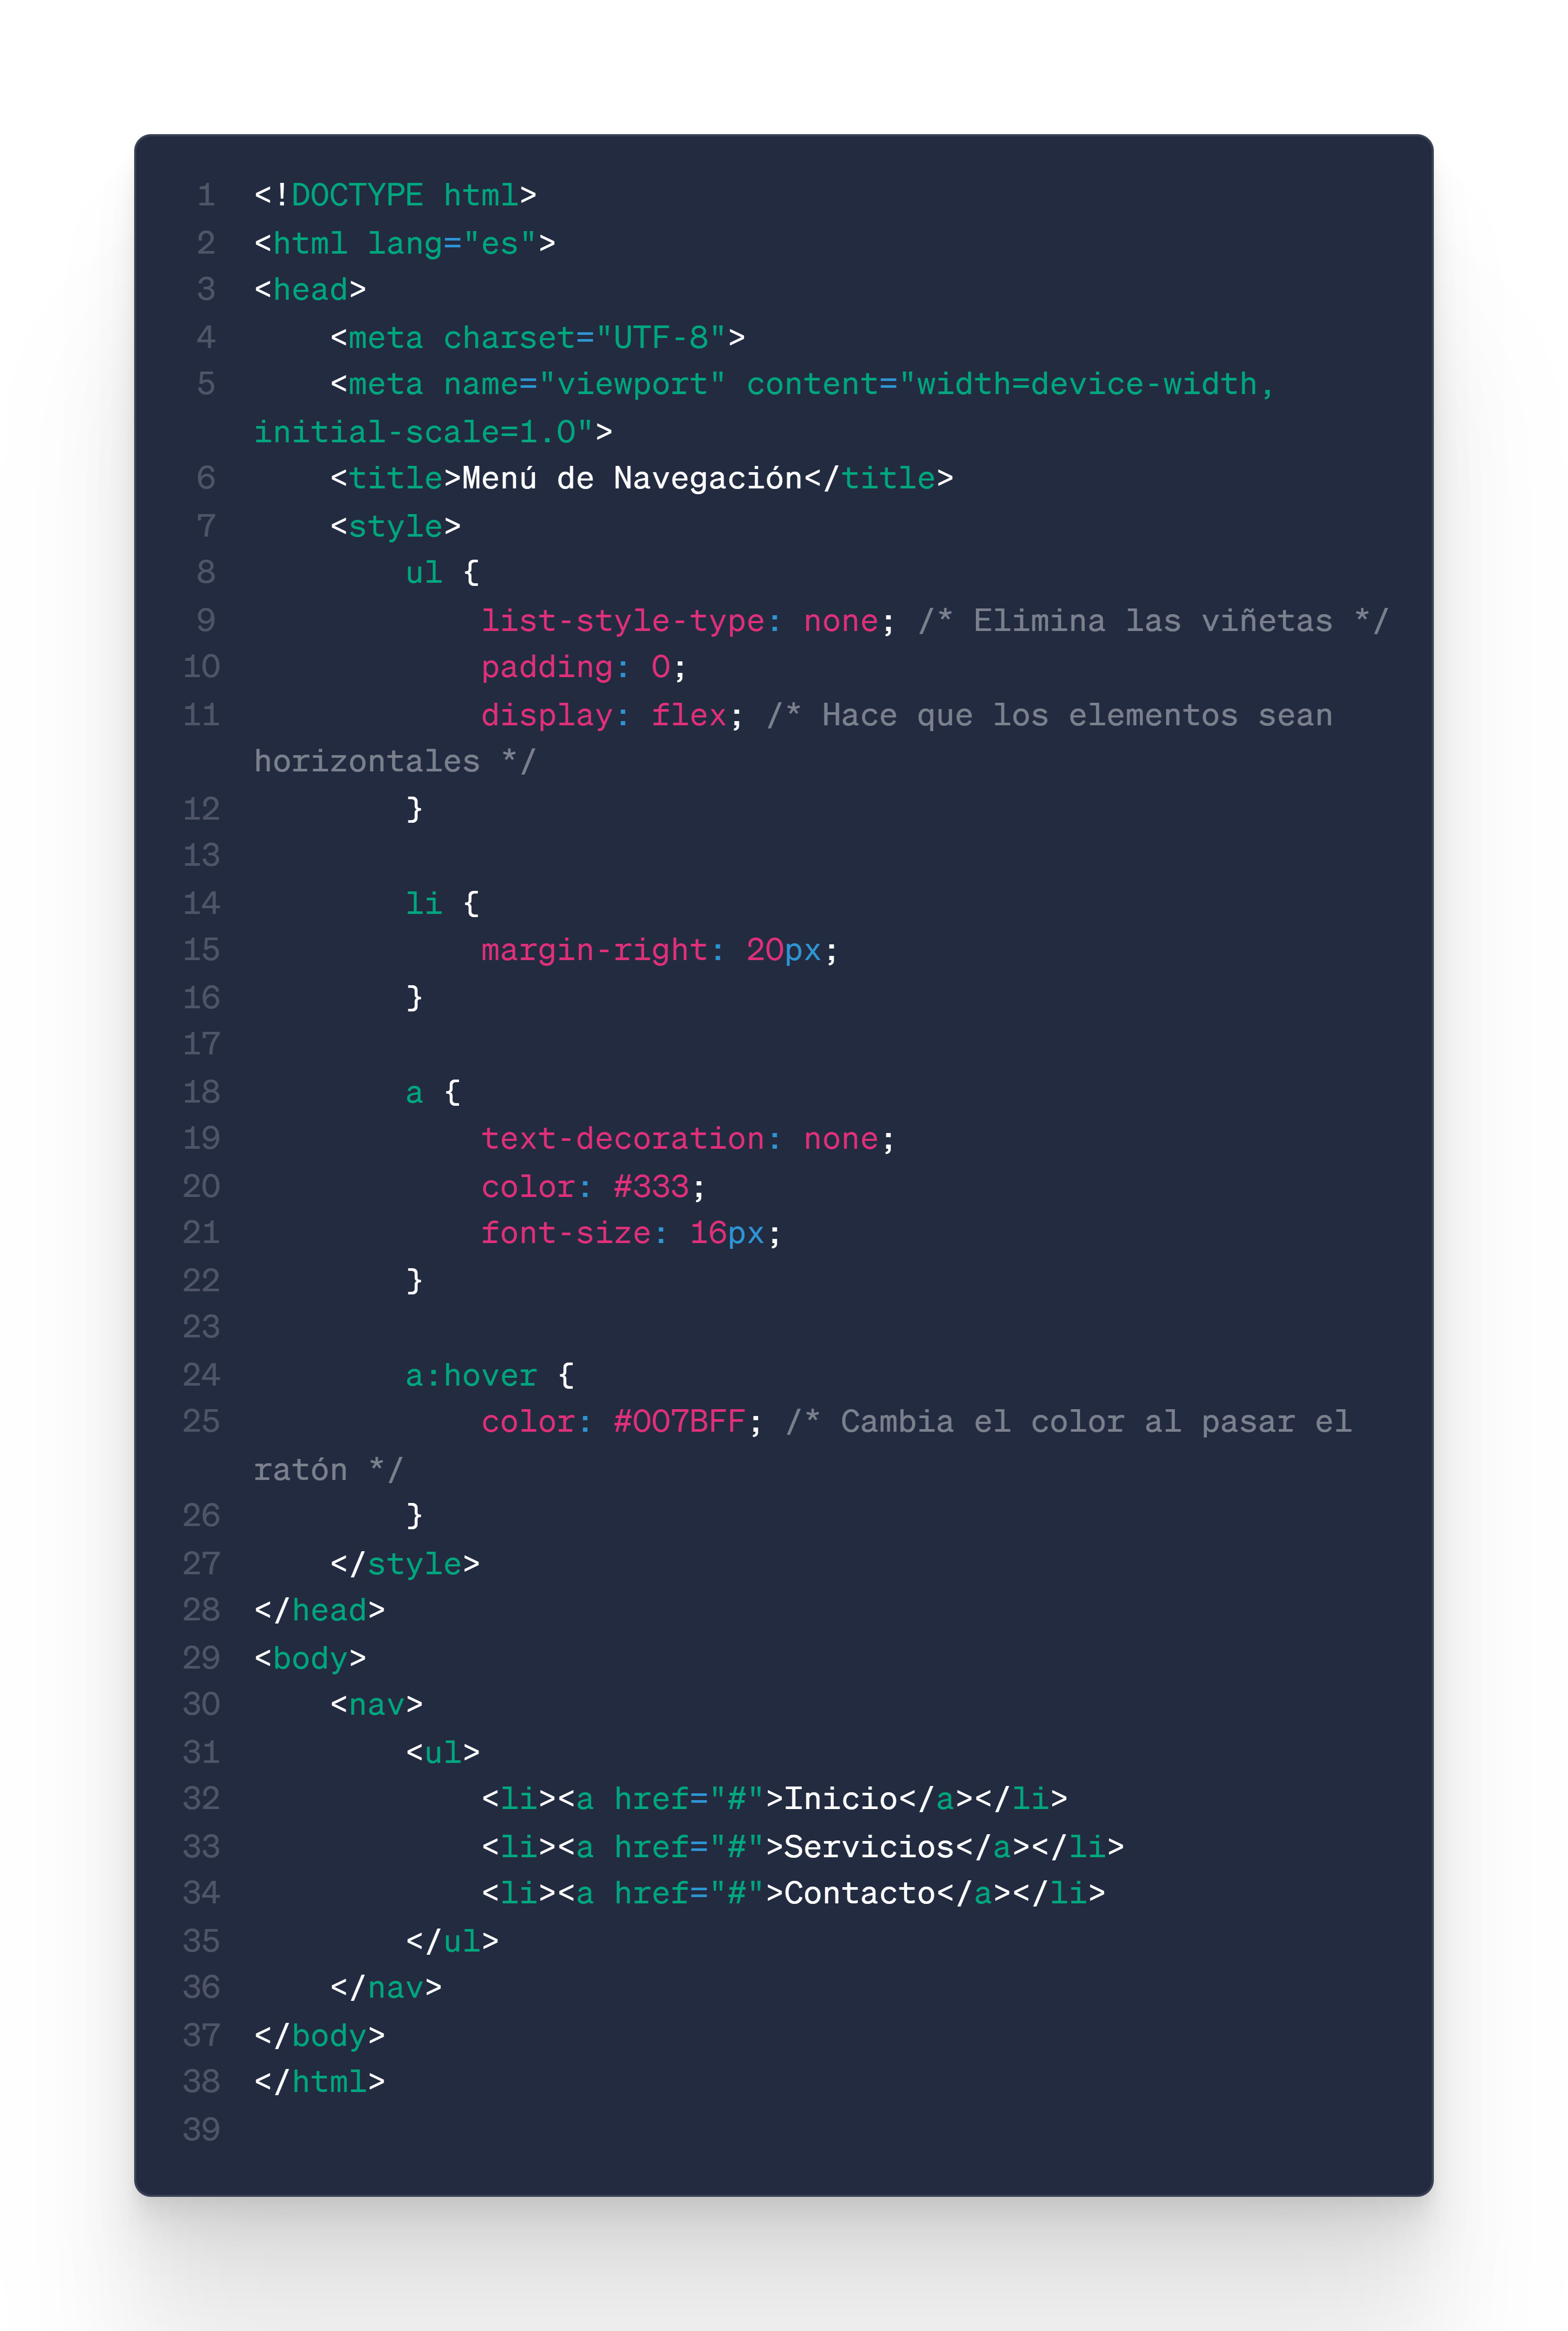 1 <!DOCTYPE html>
2 <html lang="es">
3 <head>
4     <meta charset="UTF-8">
5     <meta name="viewport" content="width=device-width,
initial-scale=1.0">
6     <title>Menú de Navegación</title>
7     <style>
8         ul {
9             list-style-type: none; /* Elimina las viñetas */
10             padding: 0;
11             display: flex; /* Hace que los elementos sean
horizontales */
12         }
13
14         li {
15             margin-right: 20px;
16         }
17
18         a {
19             text-decoration: none;
20             color: #333;
21             font-size: 16px;
22         }
23
24         a:hover {
25             color: #007BFF; /* Cambia el color al pasar el
ratón */
26         }
27     </style>
28 </head>
29 <body>
30     <nav>
31         <ul>
32             <li><a href="#">Inicio</a></li>
33             <li><a href="#">Servicios</a></li>
34             <li><a href="#">Contacto</a></li>
35         </ul>
36     </nav>
37 </body>
38 </html>
39